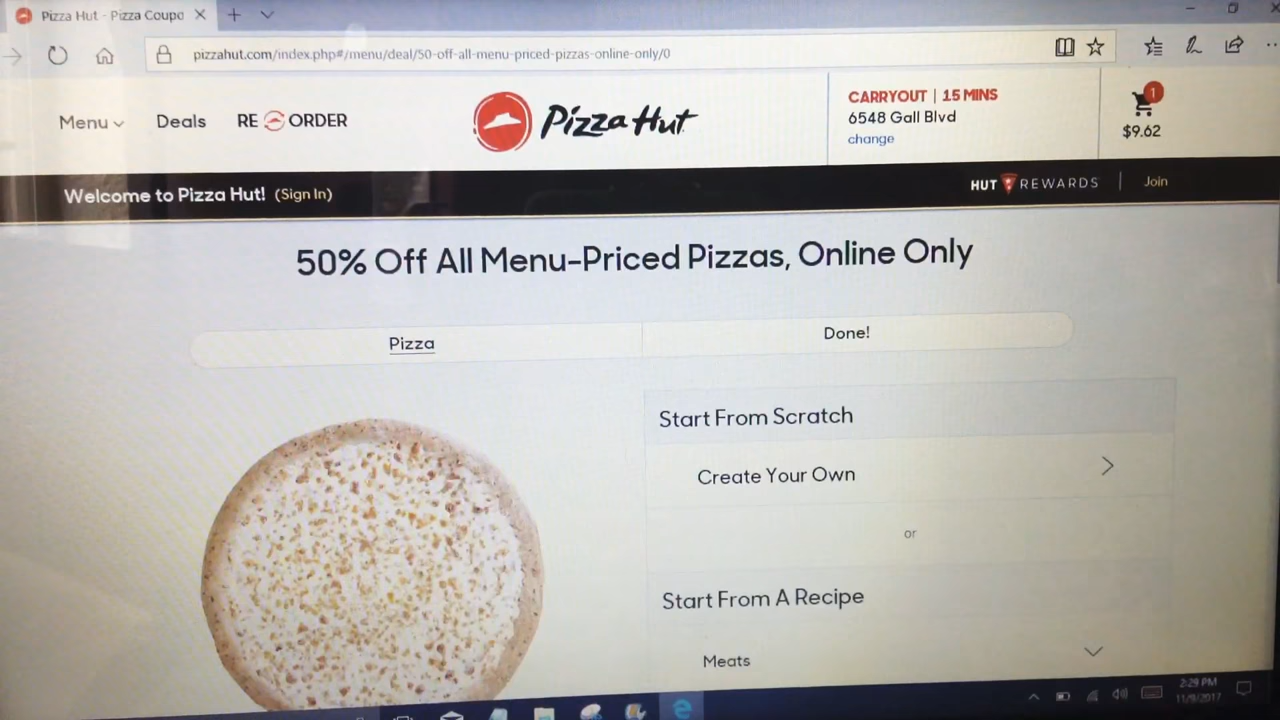 Pizza Hut - Pizza Coupo
pizzahut.com/index.php#/menu/deal/50-off-all-menu-priced-pizzas-online-only/0
Menu
Deals
RE ORDER
Pizza Hut
CARRYOUT | 15 MINS
6548 Gall Blvd
change
1
$9.62
Welcome to Pizza Hut! (Sign In)
HUT REWARDS | Join
50% Off All Menu-Priced Pizzas, Online Only
Pizza
Done!
Start From Scratch
Create Your Own
or
Start From A Recipe
Meats
2:29 PM
11/9/2017